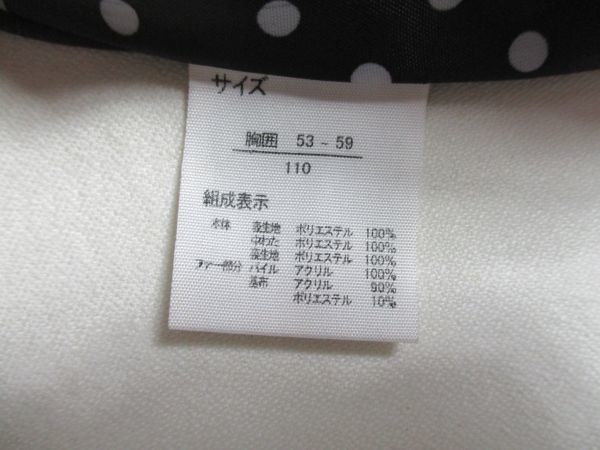 サイズ
胸囲 53~59
110
組成表示
本体 表生地 ポリエステル 100%
中わた ポリエステル 100%
裏生地 ポリエステル 100%
ファー部分 パイル アクリル 100%
基布 アクリル 90%
ポリエステル 10%